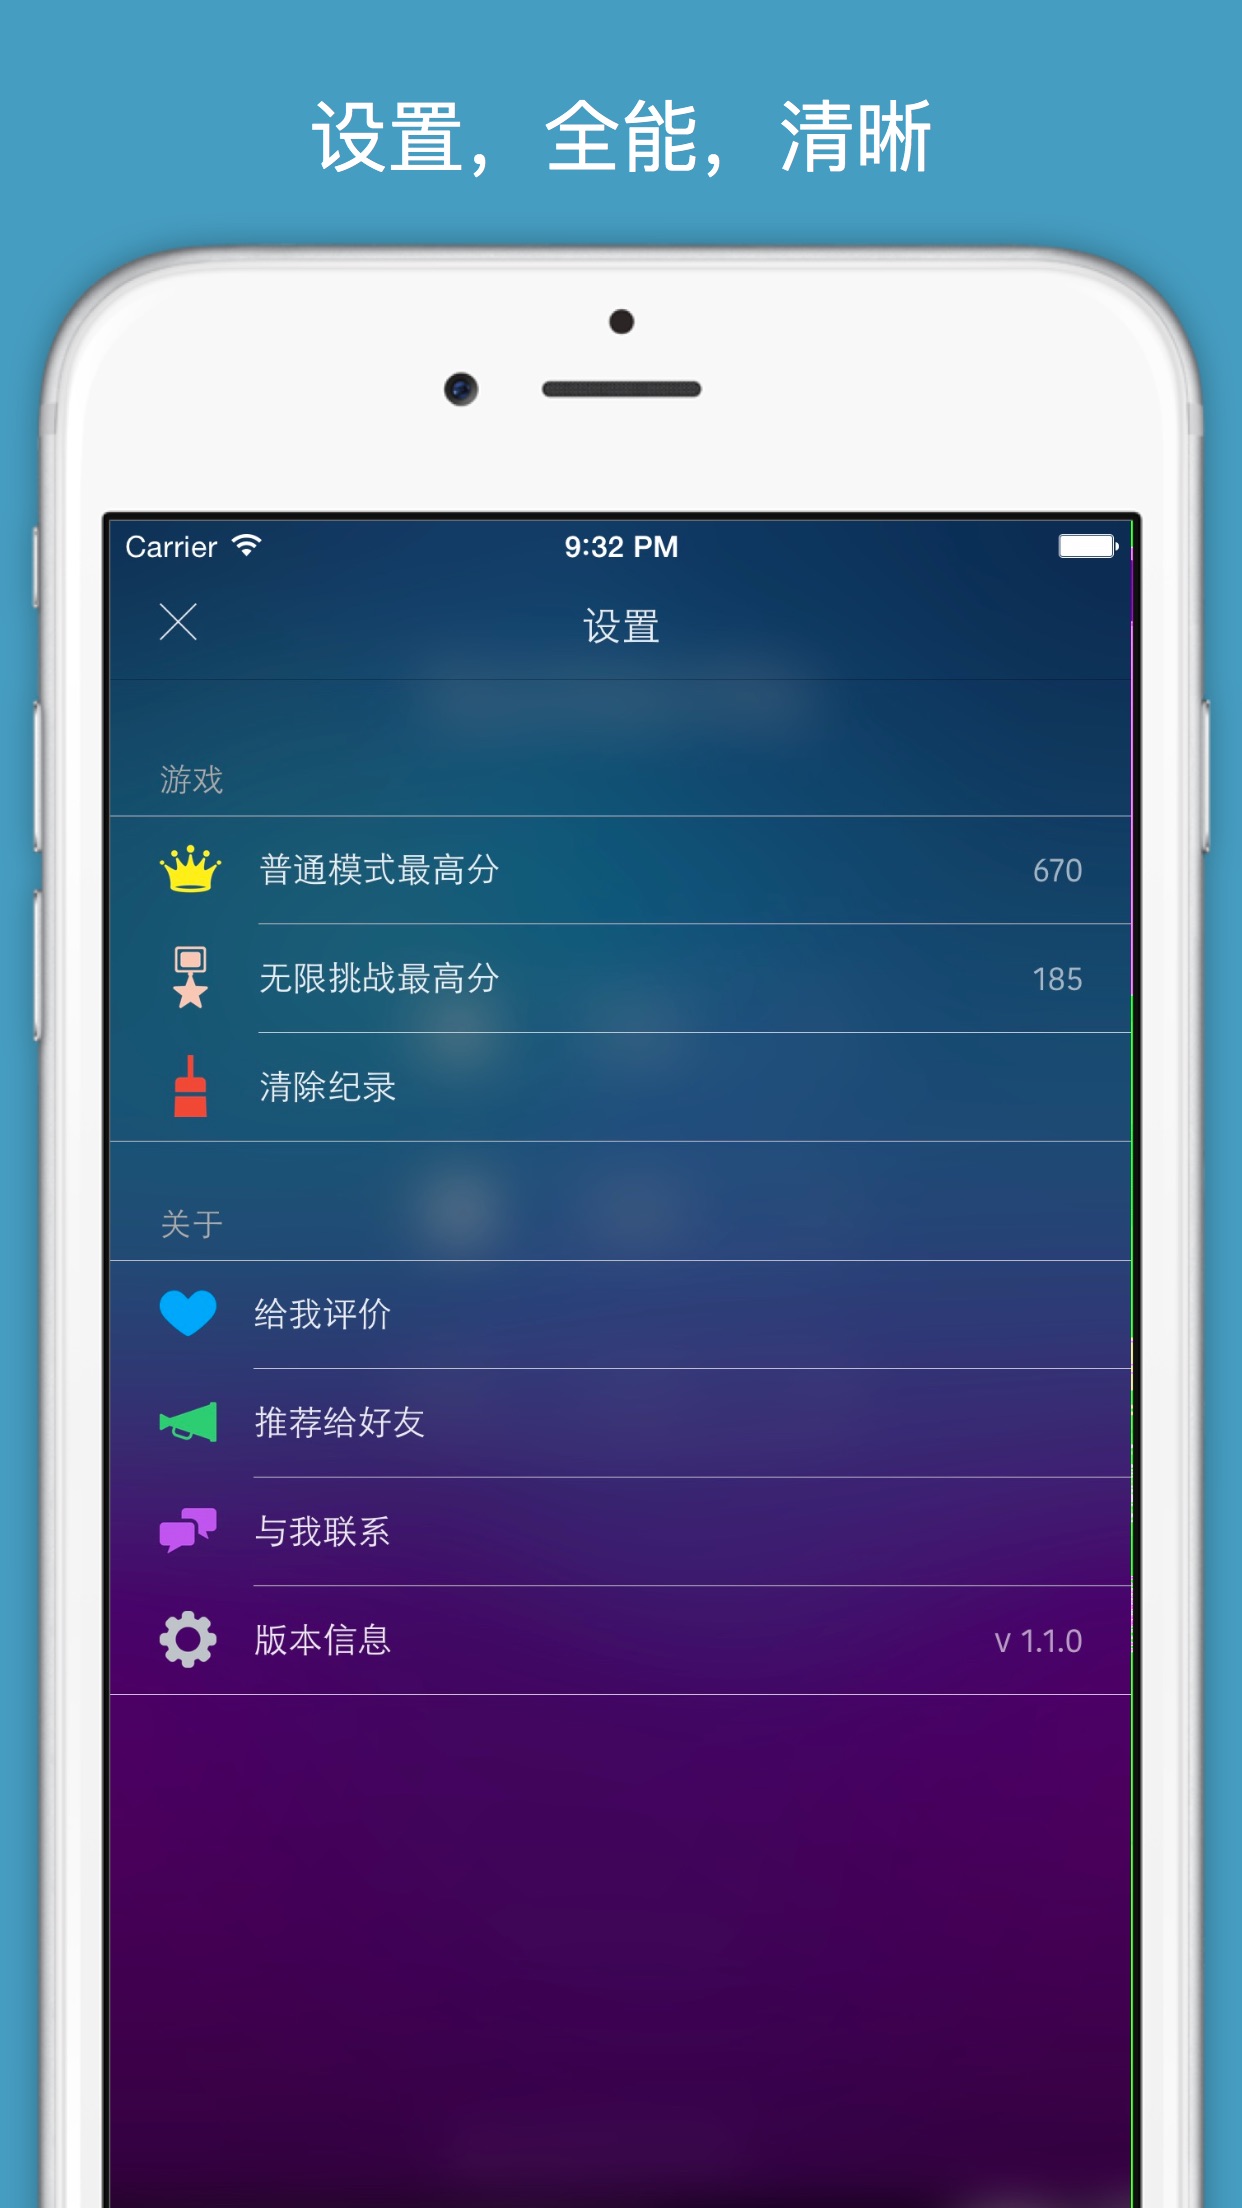 设置，全能，清晰
Carrier 9:32 PM
设置
游戏
普通模式最高分 670
无限挑战最高分 185
清除纪录
关于
给我评价
推荐给好友
与我联系
版本信息 v 1.1.0